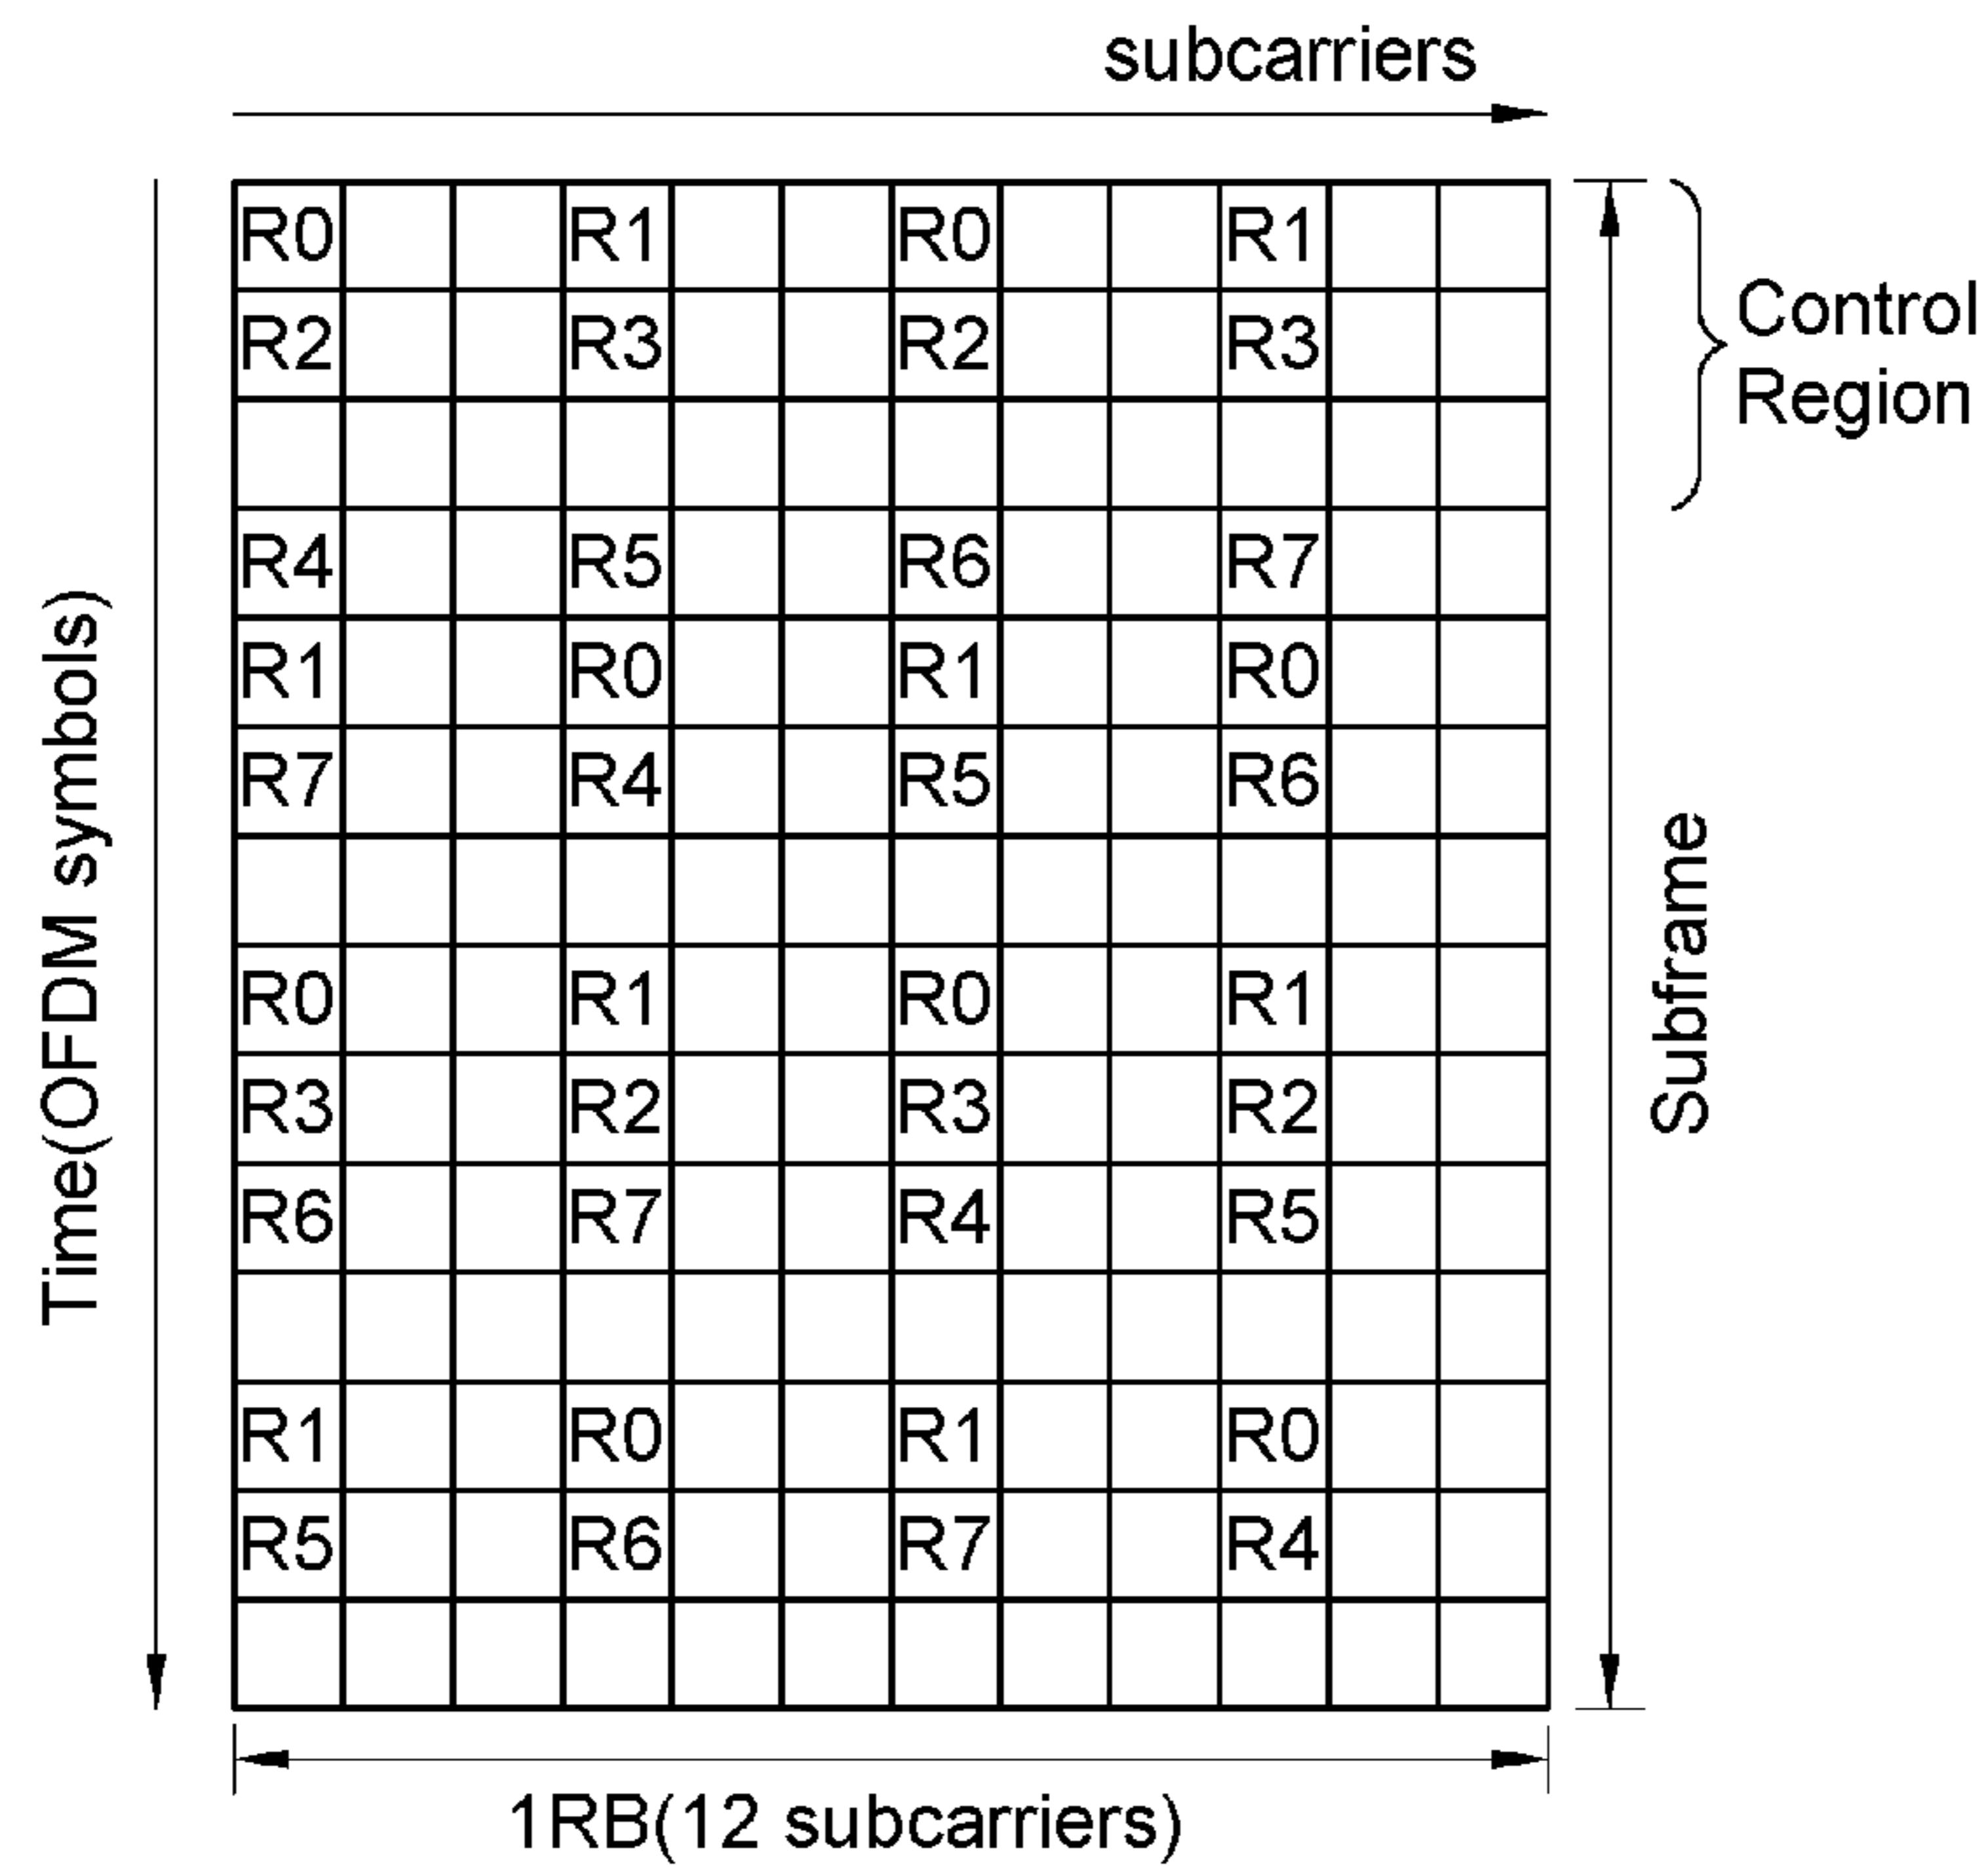 subcarriers
R0 R1 R0 R1
R2 R3 R2 R3
Control
Region
R4 R5 R6 R7
R1 R0 R1 R0
R7 R4 R5 R6
Time(OFDM symbols)
Subframe
R0 R1 R0 R1
R3 R2 R3 R2
R6 R7 R4 R5
R1 R0 R1 R0
R5 R6 R7 R4
1RB(12 subcarriers)